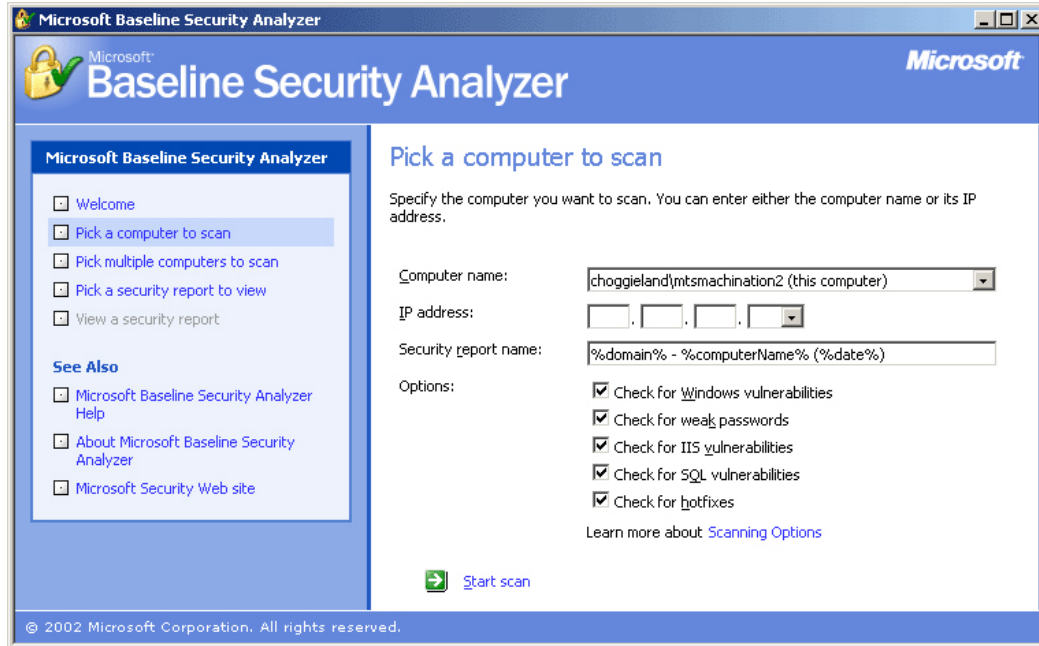 Microsoft Baseline Security Analyzer
Microsoft
Baseline Security Analyzer
Microsoft
Microsoft Baseline Security Analyzer
Welcome
Pick a computer to scan
Pick multiple computers to scan
Pick a security report to view
View a security report
See Also
Microsoft Baseline Security Analyzer
Help
About Microsoft Baseline Security
Analyzer
Microsoft Security Web site
Pick a computer to scan
Specify the computer you want to scan. You can enter either the computer name or its IP
address.
Computer name:
choggieland\mtsmachination2 (this computer)
IP address:
. . .
Security report name:
%domain% - %computerName% (%date%)
Options:
Check for Windows vulnerabilities
Check for weak passwords
Check for IIS vulnerabilities
Check for SQL vulnerabilities
Check for hotfixes
Learn more about Scanning Options
Start scan
© 2002 Microsoft Corporation. All rights reserved.